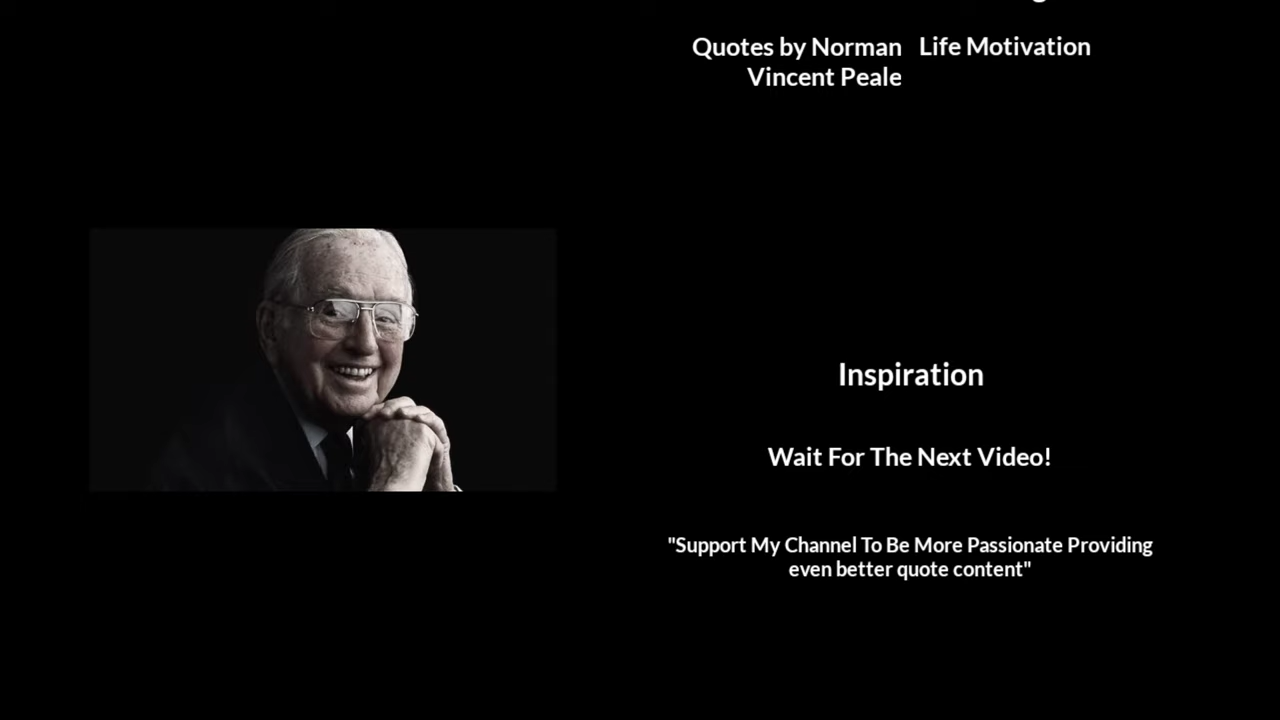 Quotes by Norman Life Motivation
Vincent Peale
Inspiration
Wait For The Next Video!
"Support My Channel To Be More Passionate Providing
even better quote content"